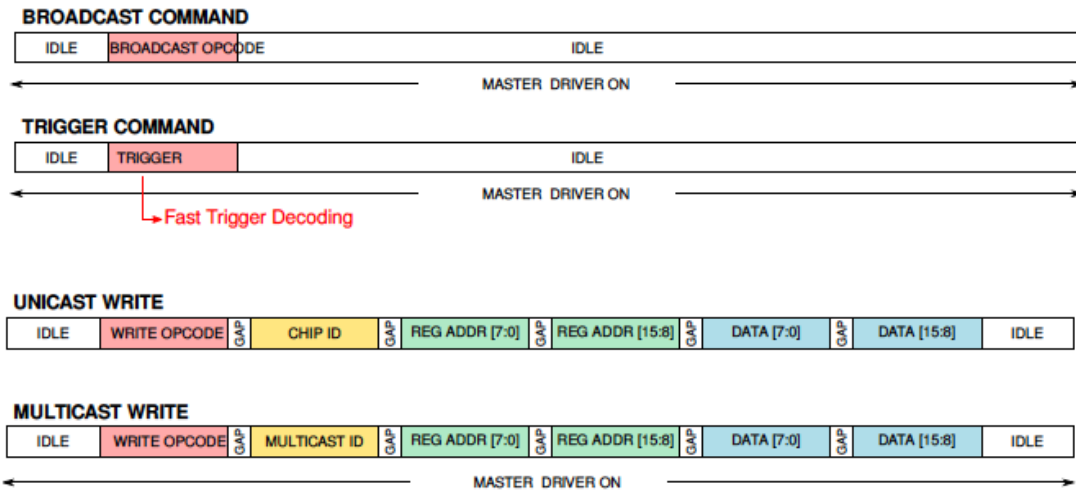 BROADCAST COMMAND
IDLE BROADCAST OPCODE IDLE
MASTER DRIVER ON
TRIGGER COMMAND
IDLE TRIGGER IDLE
MASTER DRIVER ON
Fast Trigger Decoding
UNICAST WRITE
IDLE WRITE OPCODE GAP CHIP ID GAP REG ADDR [7:0] GAP REG ADDR [15:8] GAP DATA [7:0] GAP DATA [15:8] IDLE
MULTICAST WRITE
IDLE WRITE OPCODE GAP MULTICAST ID GAP REG ADDR [7:0] GAP REG ADDR [15:8] GAP DATA [7:0] GAP DATA [15:8] IDLE
MASTER DRIVER ON